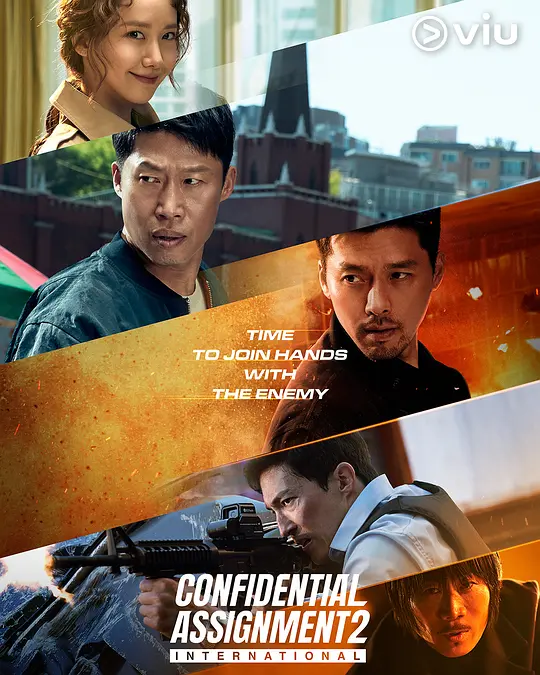 viu
TIME
TO JOIN HANDS
WITH
THE ENEMY
CONFIDENTIAL
ASSIGNMENT2
INTERNATIONAL